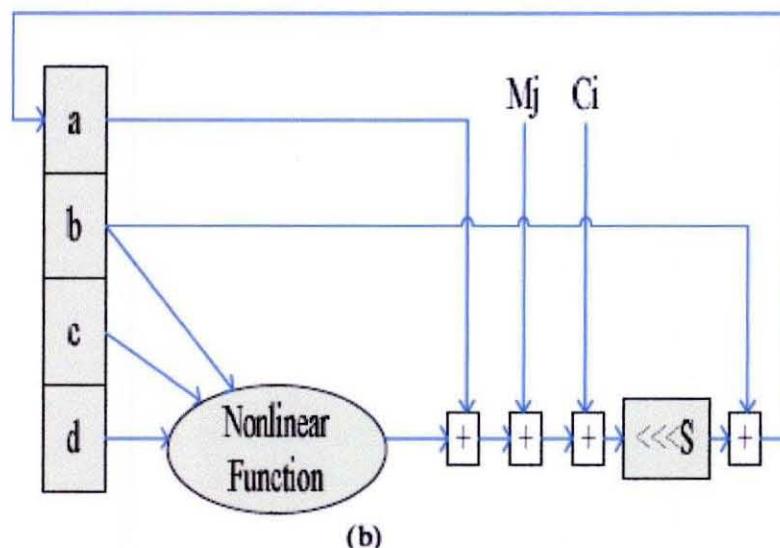 Mj Ci
a
b
c
d
Nonlinear
Function
+ + + <<<S +
(b)